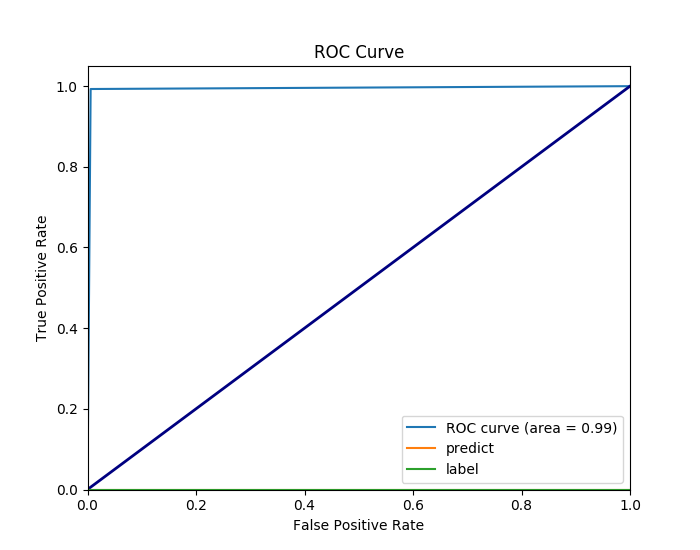 ROC Curve
1.0
0.8
0.6
0.4
0.2
0.0
True Positive Rate
ROC curve (area = 0.99)
predict
label
0.0 0.2 0.4 0.6 0.8 1.0
False Positive Rate